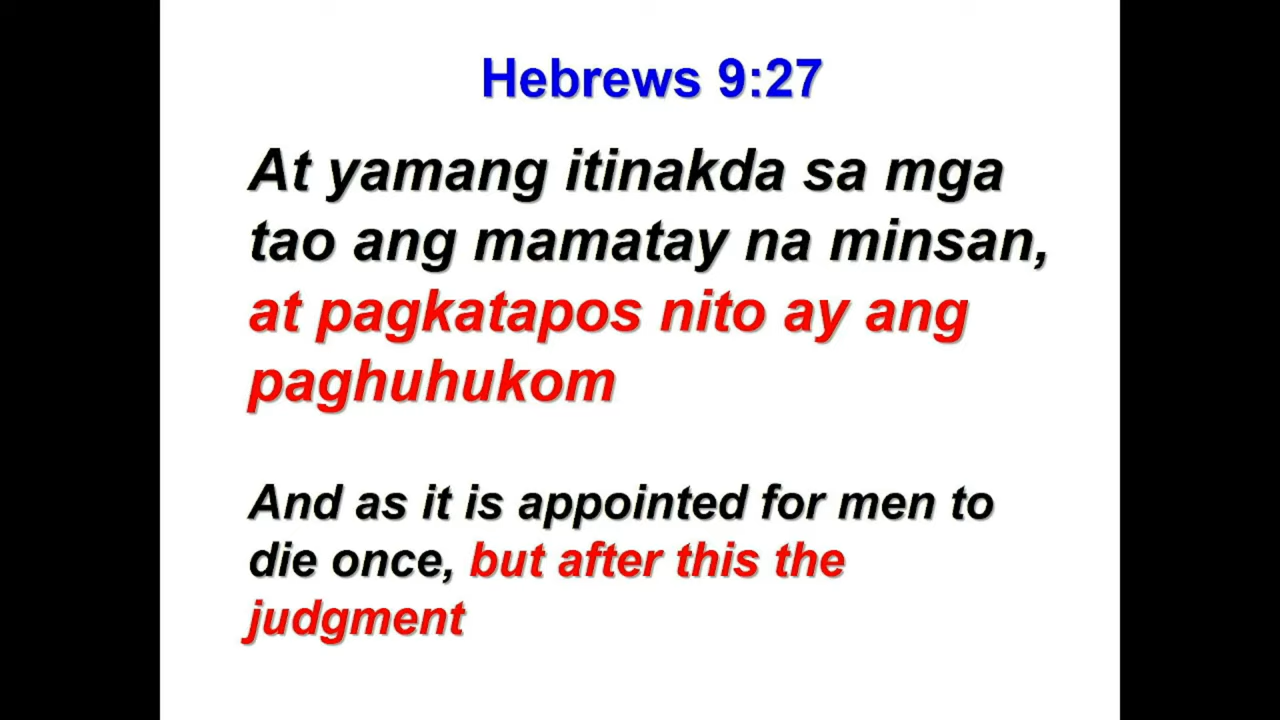 Hebrews 9:27
At yamang itinakda sa mga
tao ang mamatay na minsan,
at pagkatapos nito ay ang
paghuhukom
And as it is appointed for men to
die once, but after this the
judgment